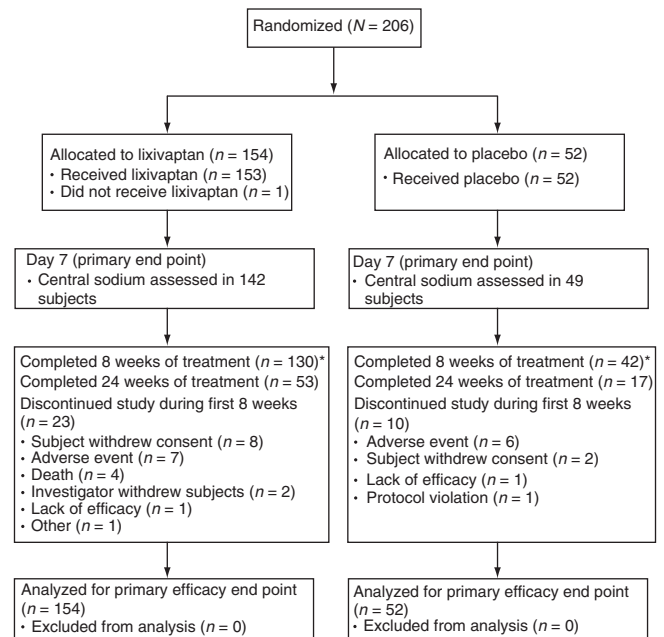 Randomized (N = 206)
Allocated to lixivaptan (n = 154)
• Received lixivaptan (n = 153)
• Did not receive lixivaptan (n = 1)
Allocated to placebo (n = 52)
• Received placebo (n = 52)
Day 7 (primary end point)
• Central sodium assessed in 142
subjects
Day 7 (primary end point)
• Central sodium assessed in 49
subjects
Completed 8 weeks of treatment (n = 130)*
Completed 24 weeks of treatment (n = 53)
Discontinued study during first 8 weeks
(n = 23)
• Subject withdrew consent (n = 8)
• Adverse event (n = 7)
• Death (n = 4)
• Investigator withdrew subjects (n = 2)
• Lack of efficacy (n = 1)
• Other (n = 1)
Completed 8 weeks of treatment (n = 42)*
Completed 24 weeks of treatment (n = 17)
Discontinued study during first 8 weeks
(n = 10)
• Adverse event (n = 6)
• Subject withdrew consent (n = 2)
• Lack of efficacy (n = 1)
• Protocol violation (n = 1)
Analyzed for primary efficacy end point
(n = 154)
• Excluded from analysis (n = 0)
Analyzed for primary efficacy end point
(n = 52)
• Excluded from analysis (n = 0)